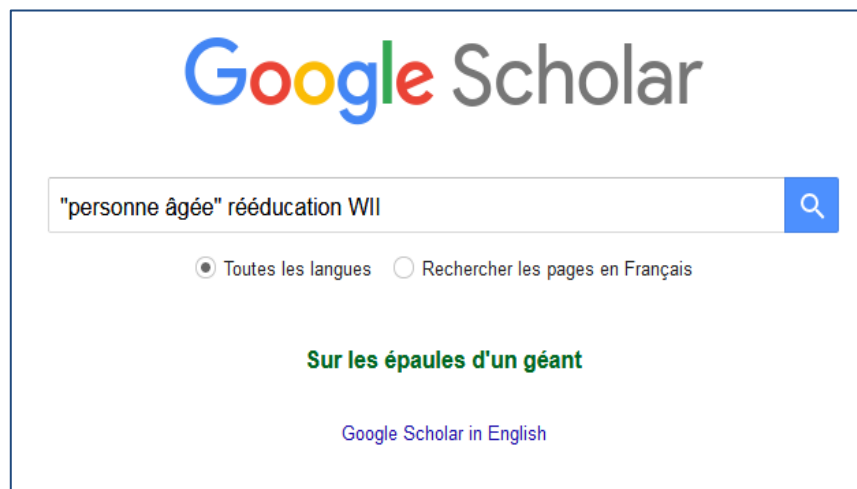 Google Scholar
"personne âgée" rééducation WII
Toutes les langues Rechercher les pages en Français
Sur les épaules d'un géant
Google Scholar in English